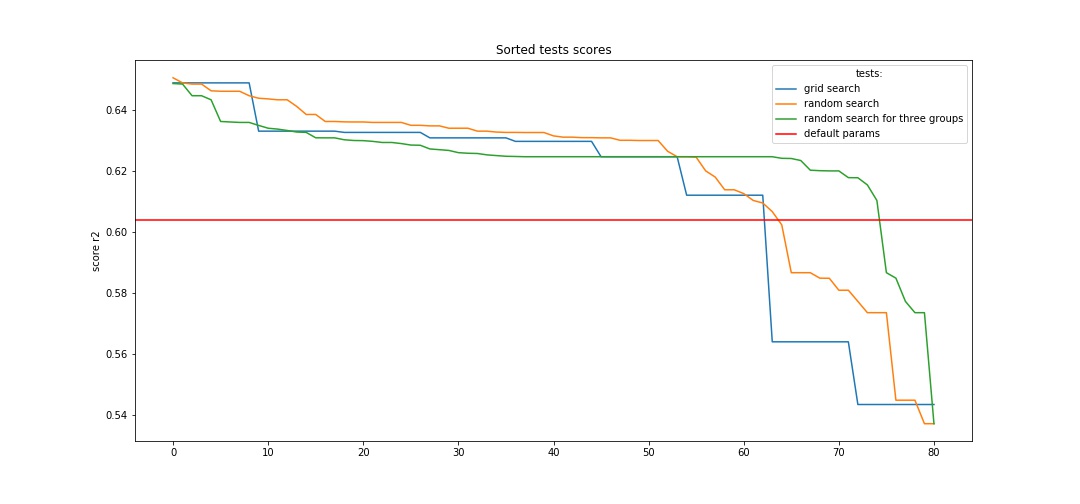 Sorted tests scores
tests:
grid search
random search
random search for three groups
default params
score r2
0.64
0.62
0.60
0.58
0.56
0.54
0 10 20 30 40 50 60 70 80